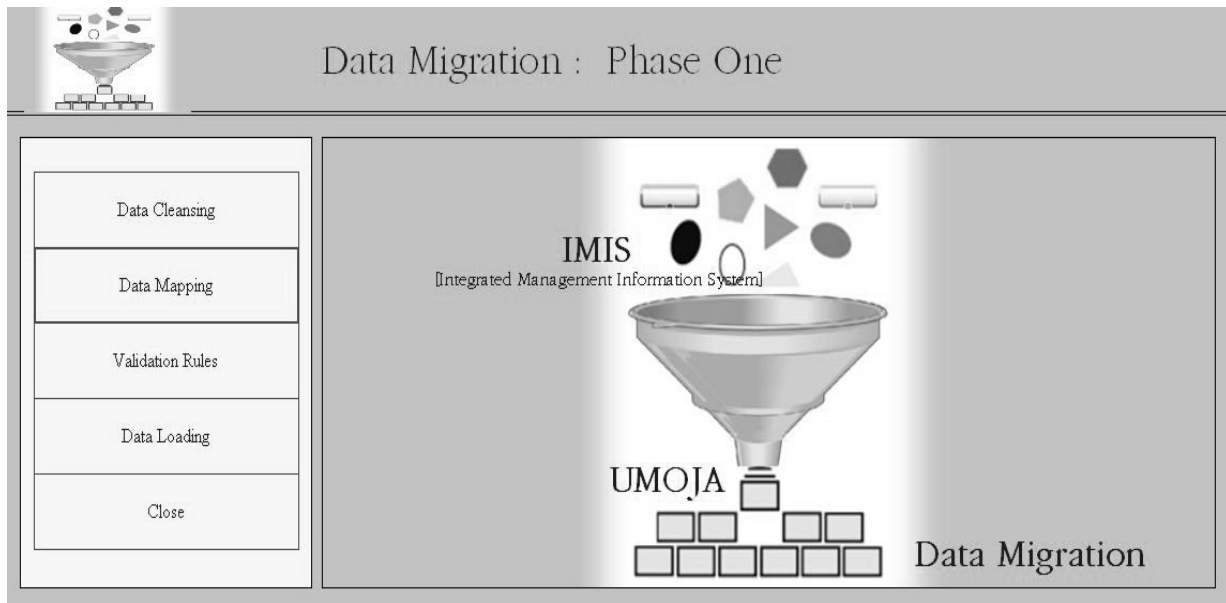 Data Migration : Phase One
Data Cleansing
Data Mapping
Validation Rules
Data Loading
Close
IMIS
[Integrated Management Information System]
UMOJA
Data Migration